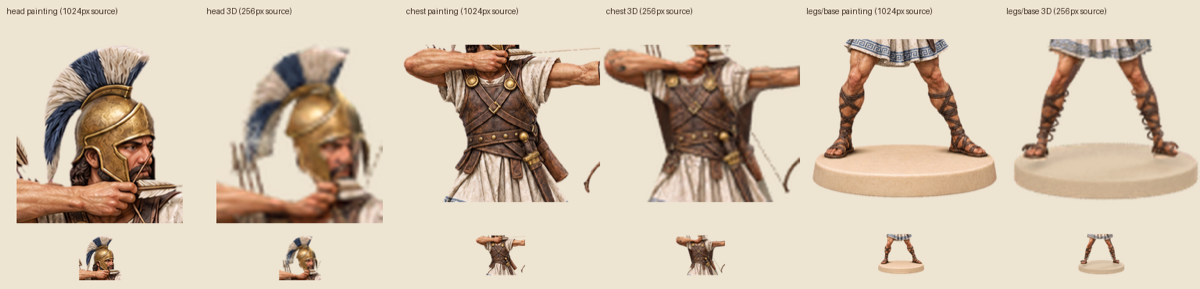 head painting (1024px source)
head 3D (256px source)
chest painting (1024px source)
chest 3D (256px source)
legs/base painting (1024px source)
legs/base 3D (256px source)